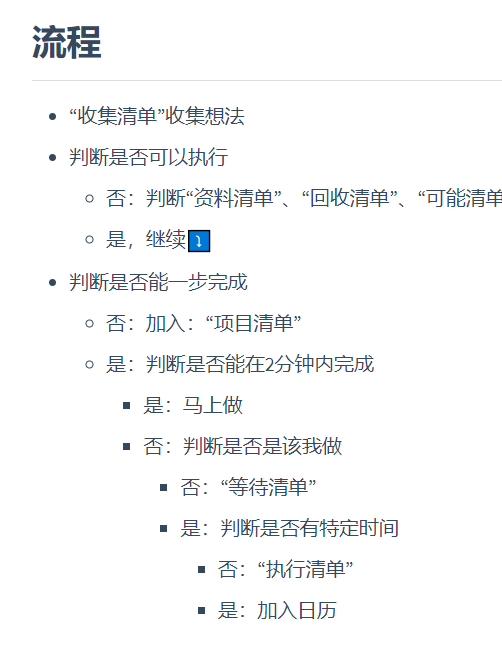 流程
“收集清单”收集想法
判断是否可以执行
否：判断“资料清单”、“回收清单”、“可能清单
是，继续⤵
判断是否能一步完成
否：加入：“项目清单”
是：判断是否能在2分钟内完成
是：马上做
否：判断是否是该我做
否：“等待清单”
是：判断是否有特定时间
否：“执行清单”
是：加入日历